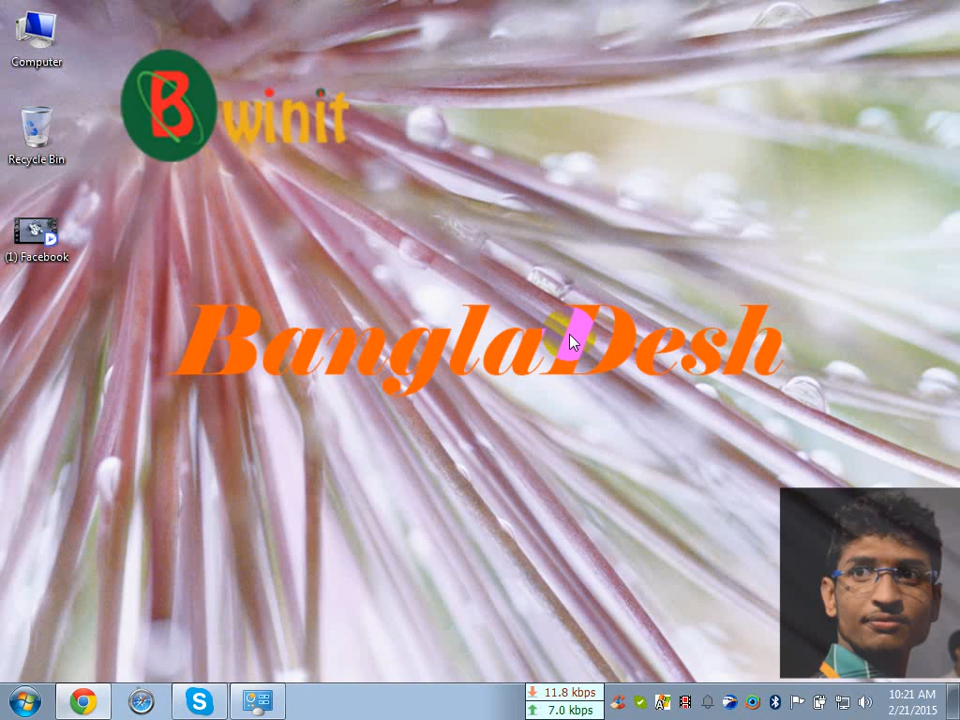 Computer
B winit
Recycle Bin
(1) Facebook
BanglaDesh
11.8 kbps
7.0 kbps
10:21 AM
2/21/2015